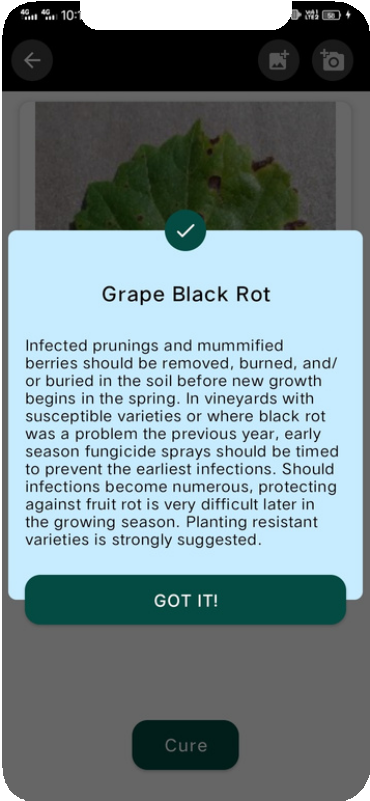 4G 4G 10:
Grape Black Rot
Infected prunings and mummified
berries should be removed, burned, and/
or buried in the soil before new growth
begins in the spring. In vineyards with
susceptible varieties or where black rot
was a problem the previous year, early
season fungicide sprays should be timed
to prevent the earliest infections. Should
infections become numerous, protecting
against fruit rot is very difficult later in
the growing season. Planting resistant
varieties is strongly suggested.
GOT IT!
Cure